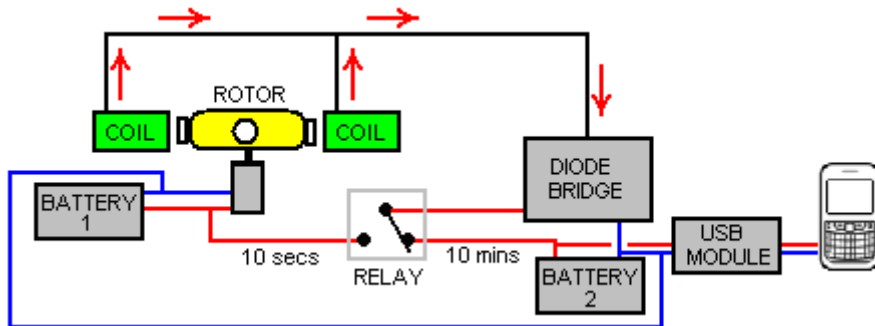 ROTOR
COIL
COIL
DIODE
BRIDGE
BATTERY
1
USB
MODULE
10 secs
10 mins
RELAY
BATTERY
2